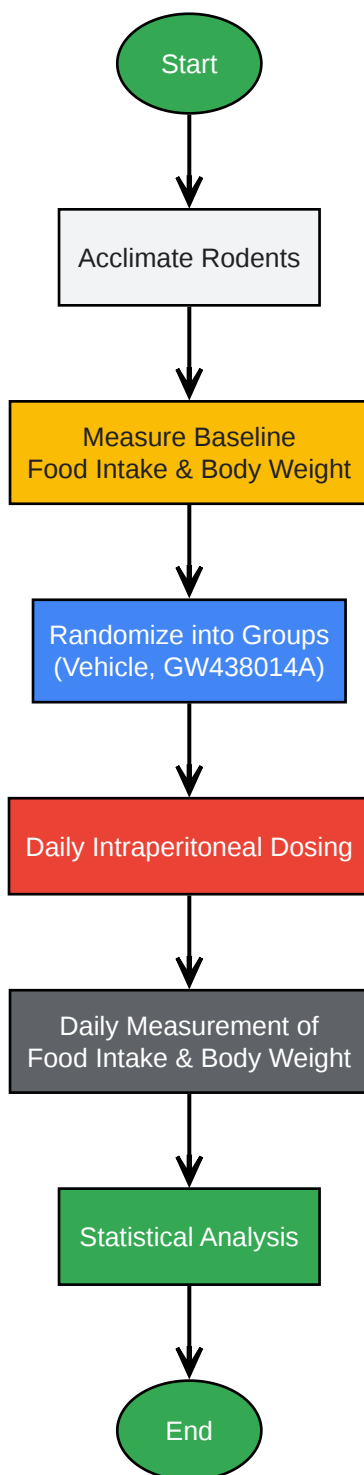 Start
Acclimate Rodents
Measure Baseline
Food Intake & Body Weight
Randomize into Groups
(Vehicle, GW438014A)
Daily Intraperitoneal Dosing
Daily Measurement of
Food Intake & Body Weight
Statistical Analysis
End